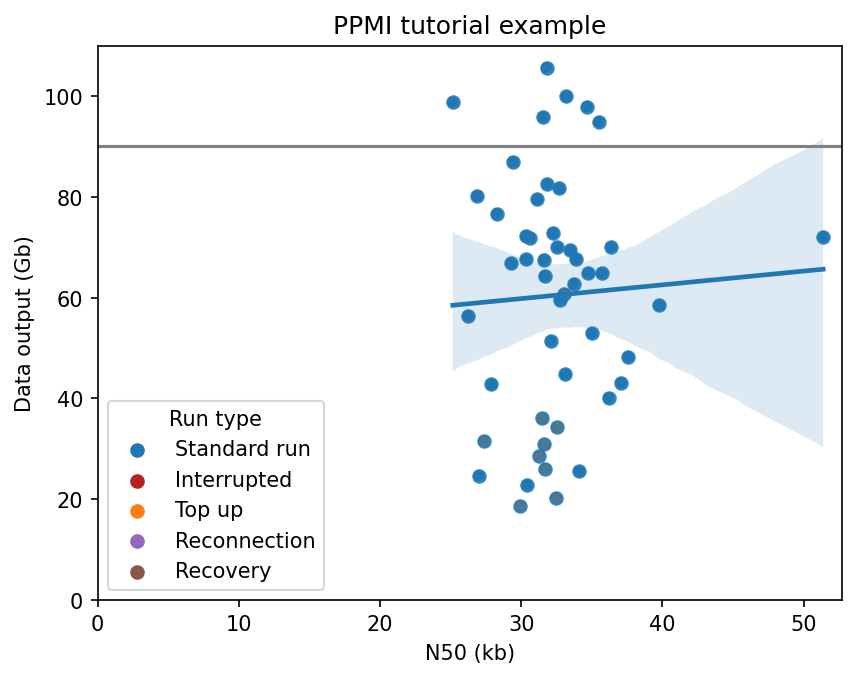 PPMI tutorial example
Data output (Gb)
100
80
60
40
20
0
Run type
Standard run
Interrupted
Top up
Reconnection
Recovery
0 10 20 30 40 50
N50 (kb)